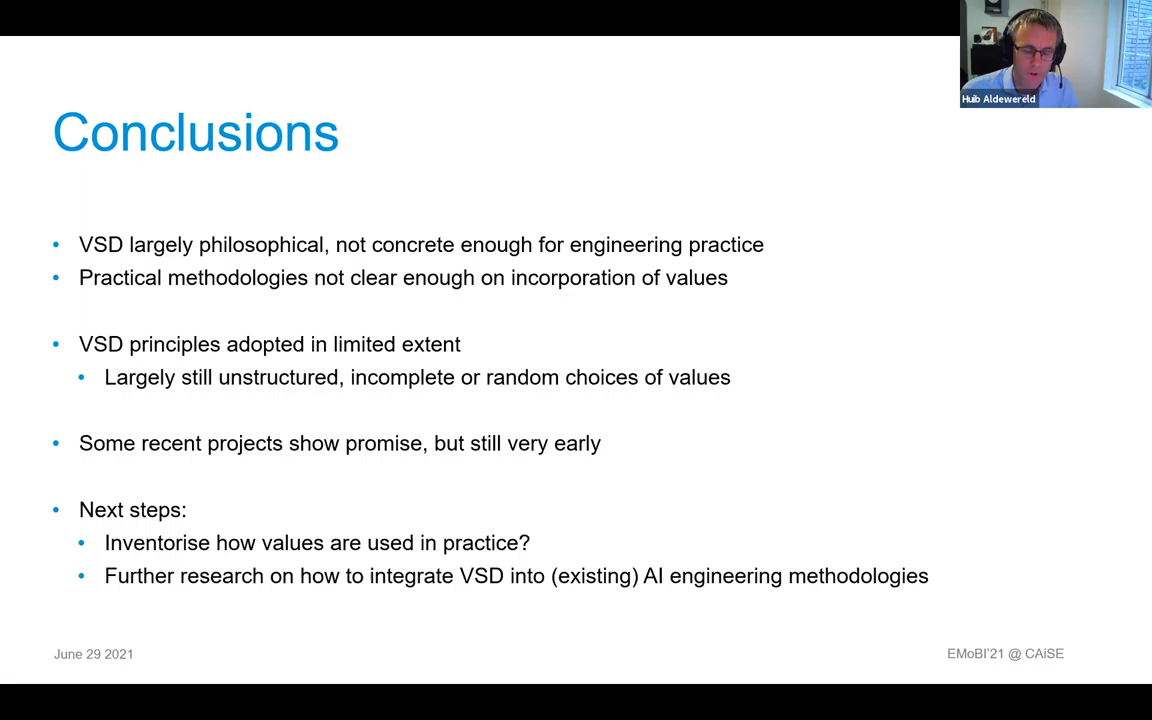 Huib Aldewereld
Conclusions
• VSD largely philosophical, not concrete enough for engineering practice
• Practical methodologies not clear enough on incorporation of values
• VSD principles adopted in limited extent
• Largely still unstructured, incomplete or random choices of values
• Some recent projects show promise, but still very early
• Next steps:
• Inventorise how values are used in practice?
• Further research on how to integrate VSD into (existing) AI engineering methodologies
June 29 2021
EMoBI'21 @ CAiSE